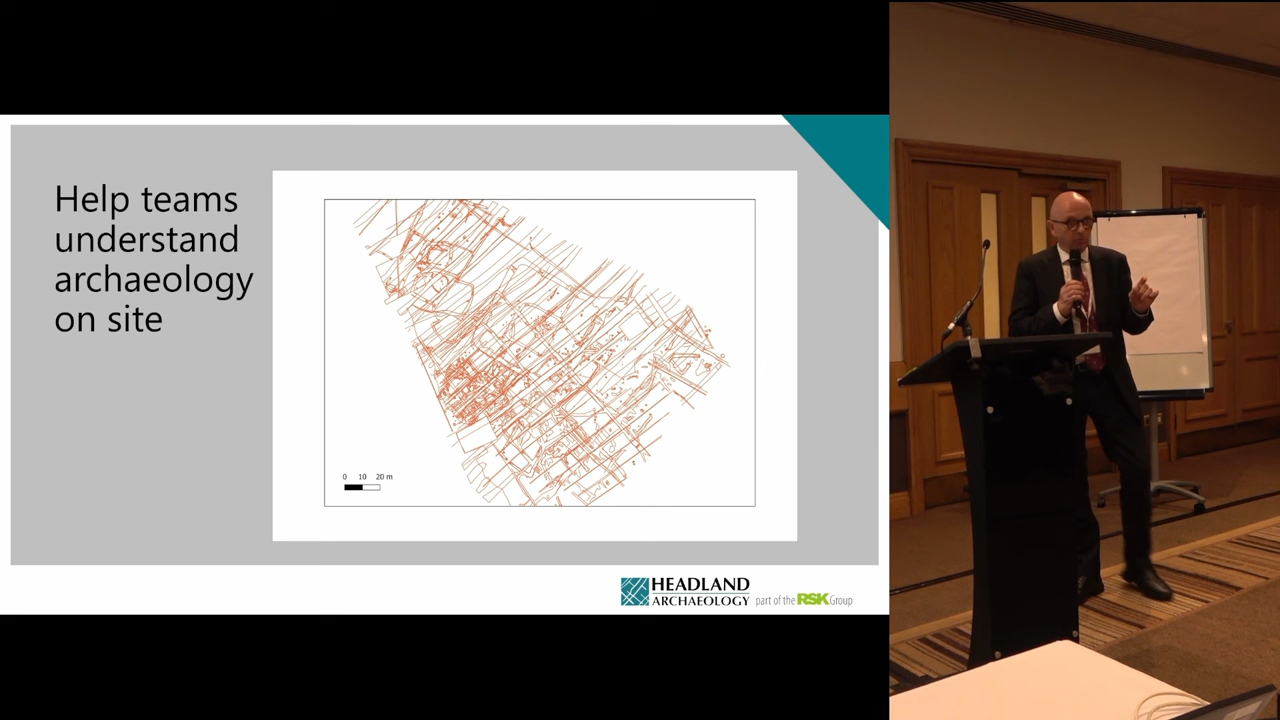 Help teams
understand
archaeology
on site
0 10 20 m
HEADLAND
ARCHAEOLOGY part of the RSK Group